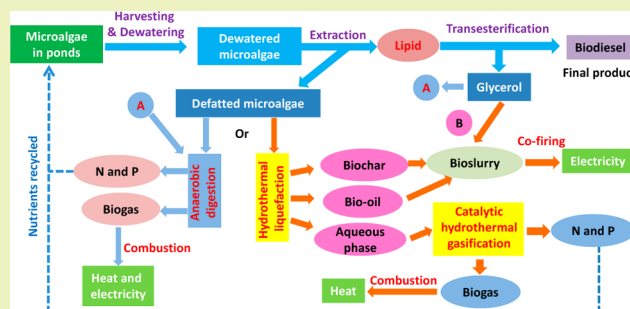 Harvesting
& Dewatering
Microalgae
in ponds
Dewatered
microalgae
Extraction
Lipid
Transesterification
Biodiesel
Final produc
A
Glycerol
Defatted microalgae
A
Or
B
Co-firing
N and P
Anaerobic
digestion
Hydrothermal
liquefaction
Biochar
Bioslurry
Electricity
Bio-oil
Biogas
Aqueous
phase
Catalytic
hydrothermal
gasification
N and P
Nutrients recycled
Combustion
Heat and
electricity
Heat
Combustion
Biogas